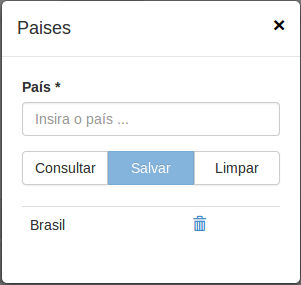 Paises ×
País *
Insira o país ...
Consultar Salvar Limpar
Brasil